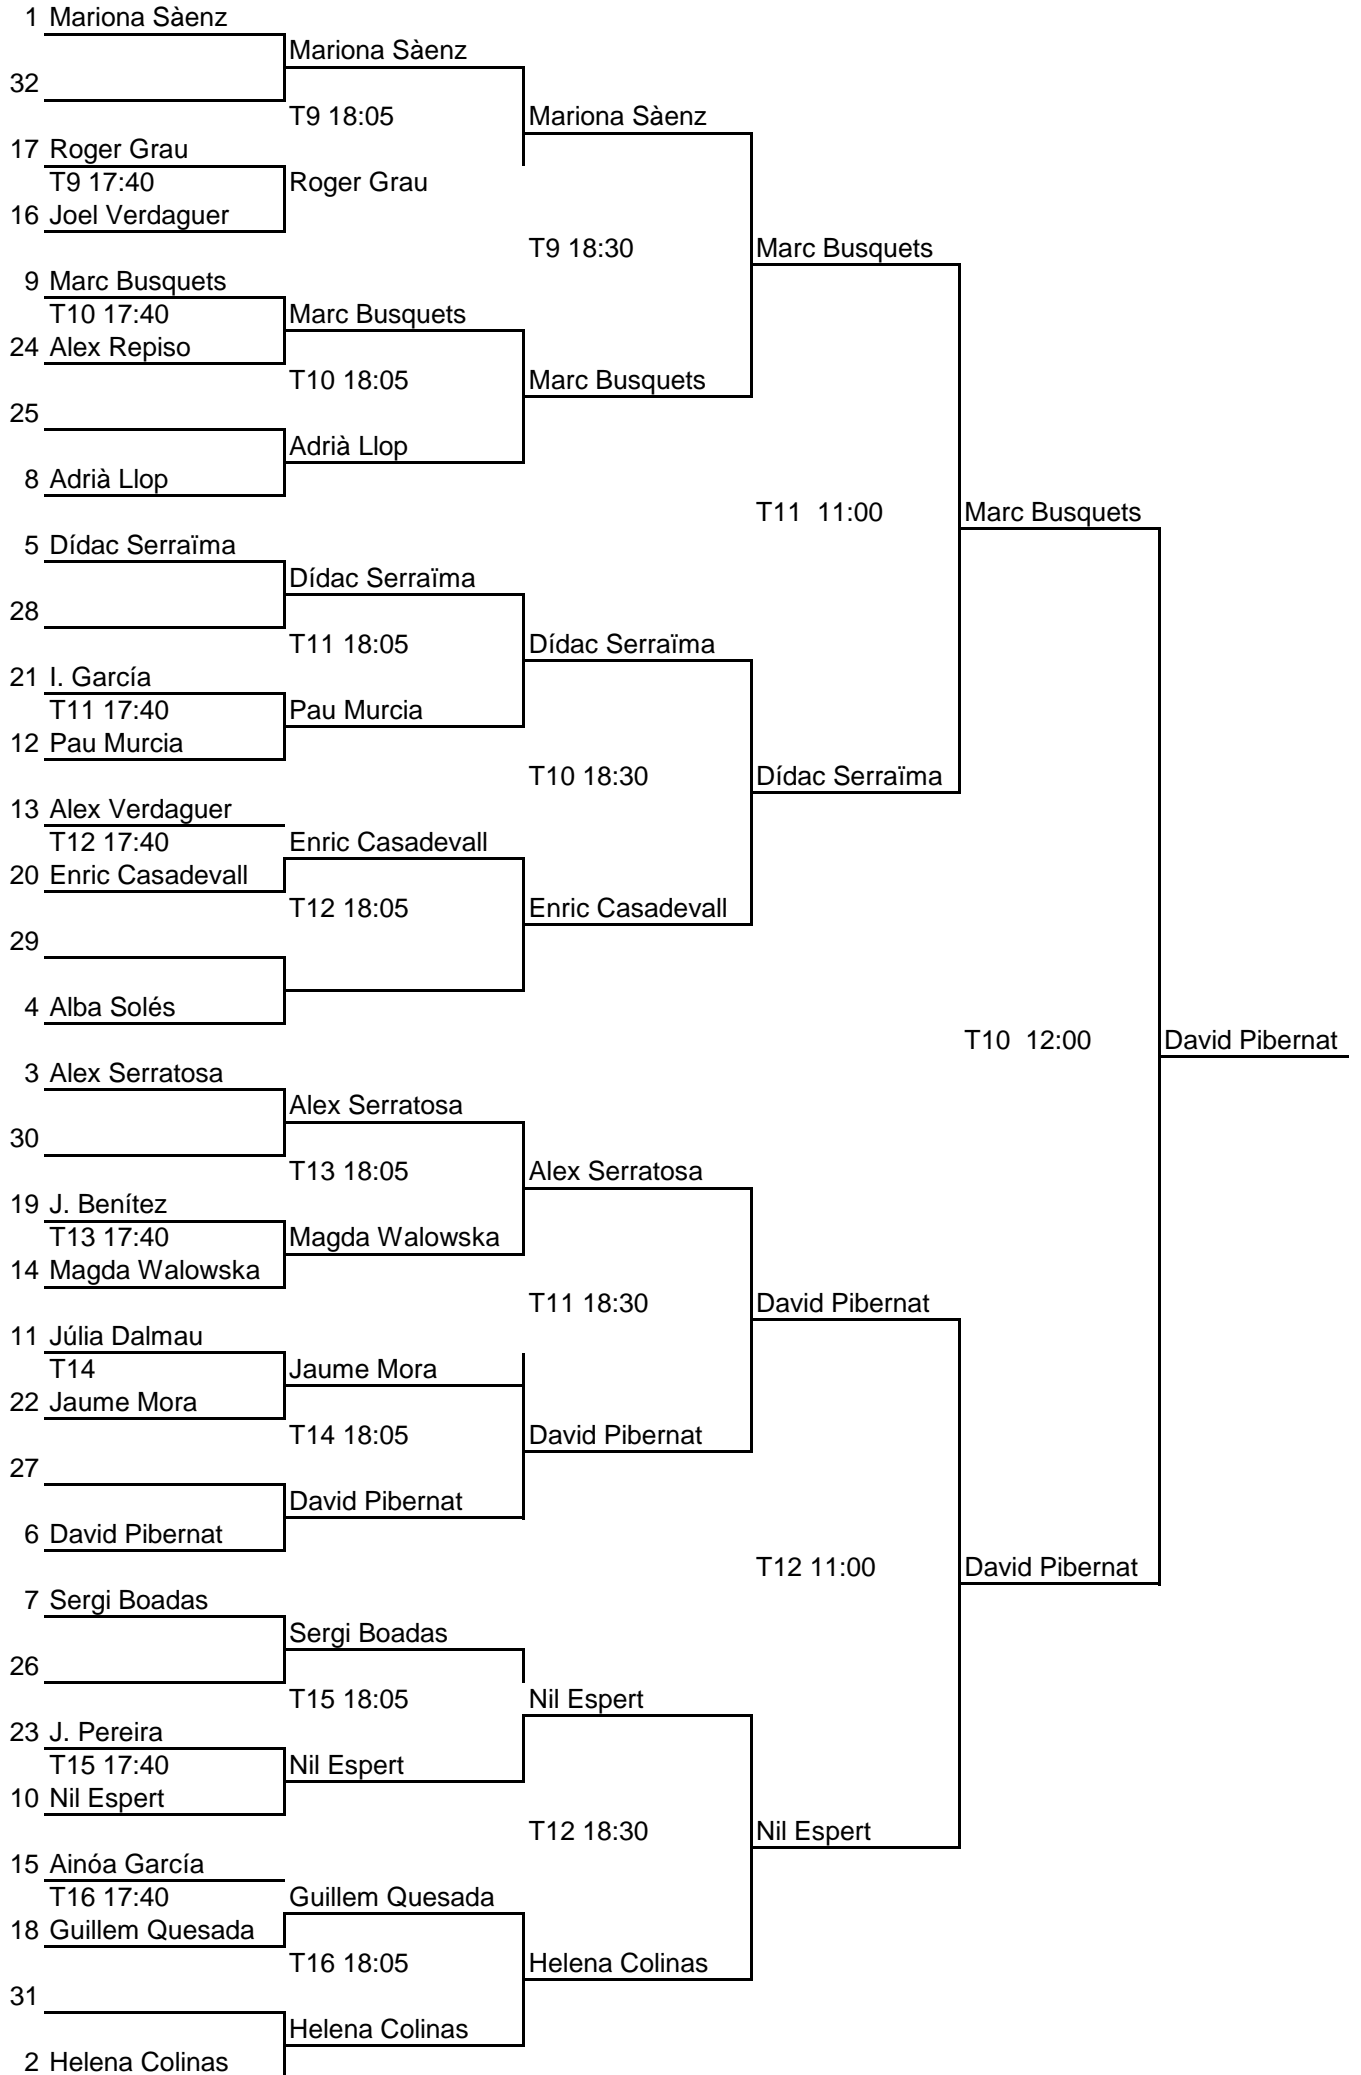 1 Mariona Sàenz
Mariona Sàenz
32
T9 18:05 Mariona Sàenz
17 Roger Grau
T9 17:40 Roger Grau
16 Joel Verdaguer
T9 18:30 Marc Busquets
9 Marc Busquets
T10 17:40 Marc Busquets
24 Alex Repiso
T10 18:05 Marc Busquets
25
Adrià Llop
8 Adrià Llop
T11 11:00 Marc Busquets
5 Dídac Serraïma
Dídac Serraïma
28
T11 18:05 Dídac Serraïma
21 I. García
T11 17:40 Pau Murcia
12 Pau Murcia
T10 18:30 Dídac Serraïma
13 Alex Verdaguer
T12 17:40 Enric Casadevall
20 Enric Casadevall
T12 18:05 Enric Casadevall
29
4 Alba Solés
T10 12:00 David Pibernat
3 Alex Serratosa
Alex Serratosa
30
T13 18:05 Alex Serratosa
19 J. Benítez
T13 17:40 Magda Walowska
14 Magda Walowska
T11 18:30 David Pibernat
11 Júlia Dalmau
T14 Jaume Mora
22 Jaume Mora
T14 18:05 David Pibernat
27
David Pibernat
6 David Pibernat
T12 11:00 David Pibernat
7 Sergi Boadas
Sergi Boadas
26
T15 18:05 Nil Espert
23 J. Pereira
T15 17:40 Nil Espert
10 Nil Espert
T12 18:30 Nil Espert
15 Ainóa García
T16 17:40 Guillem Quesada
18 Guillem Quesada
T16 18:05 Helena Colinas
31
Helena Colinas
2 Helena Colinas